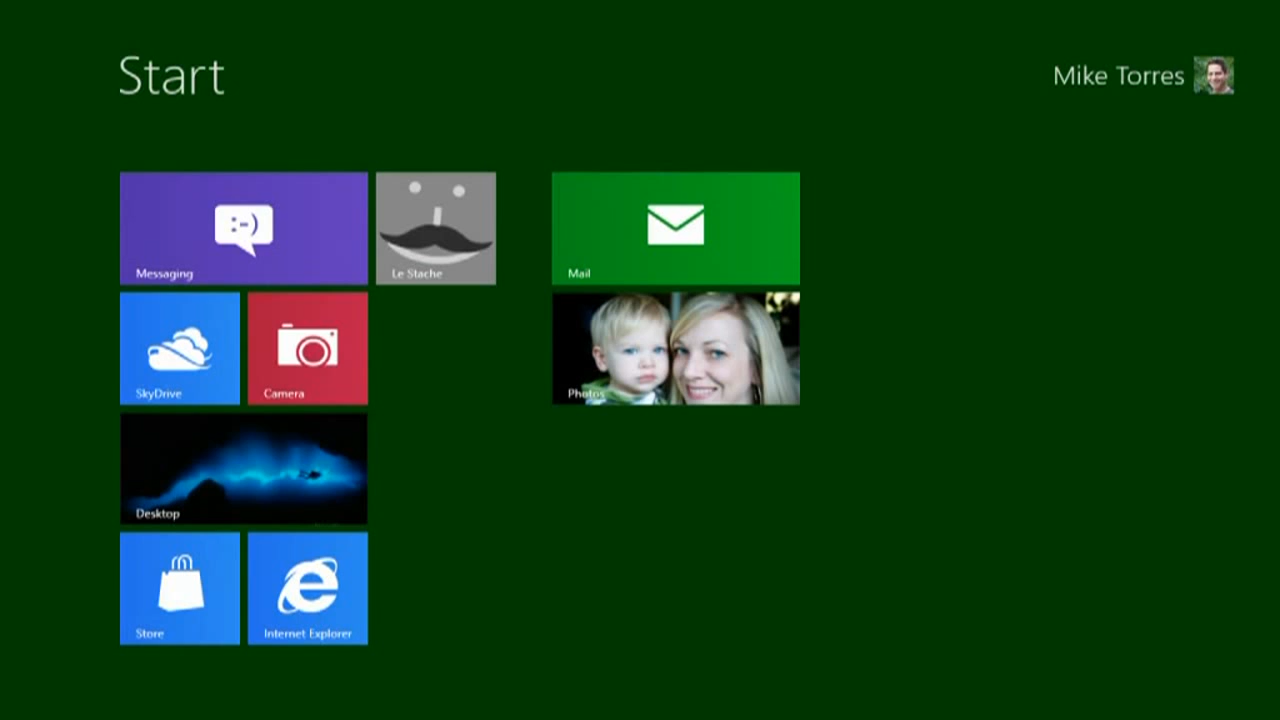 Start
Mike Torres
Messaging
Le Stache
Mail
SkyDrive
Camera
Photos
Desktop
Store
Internet Explorer